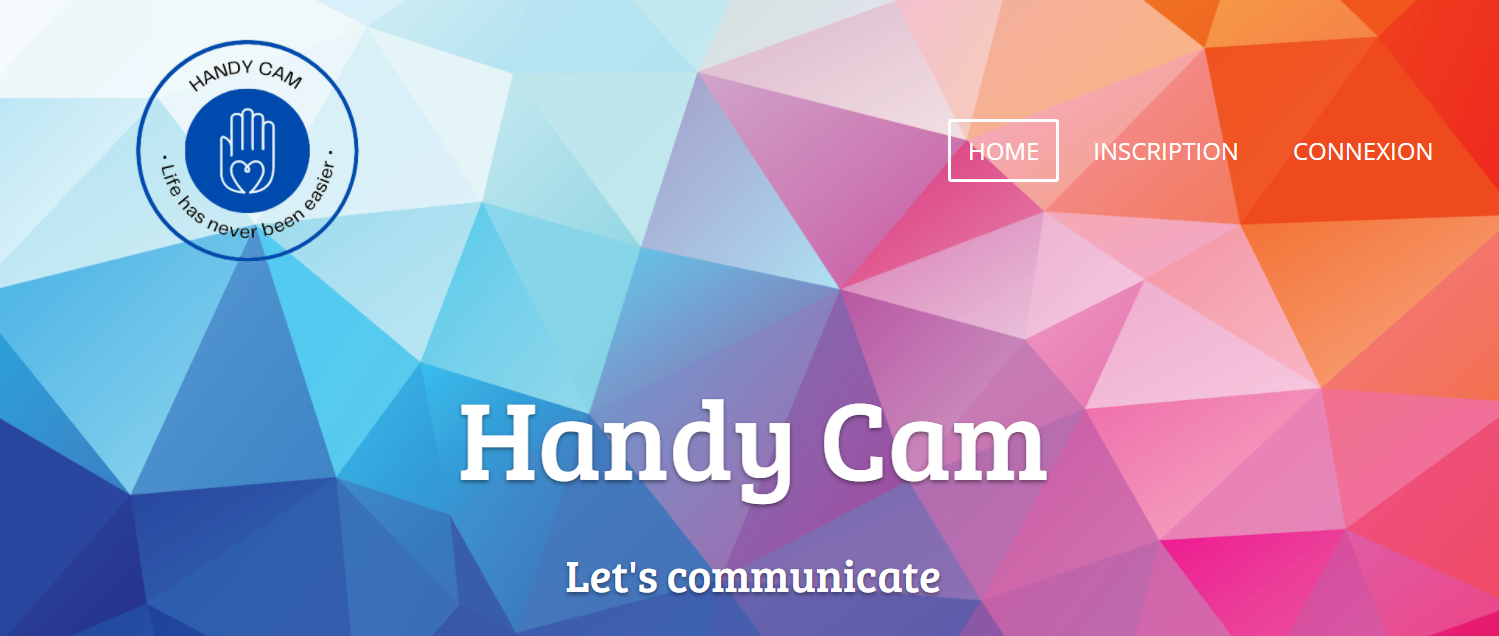 HANDY CAM
• Life has never been easier •
HOME INSCRIPTION CONNEXION
Handy Cam
Let's communicate